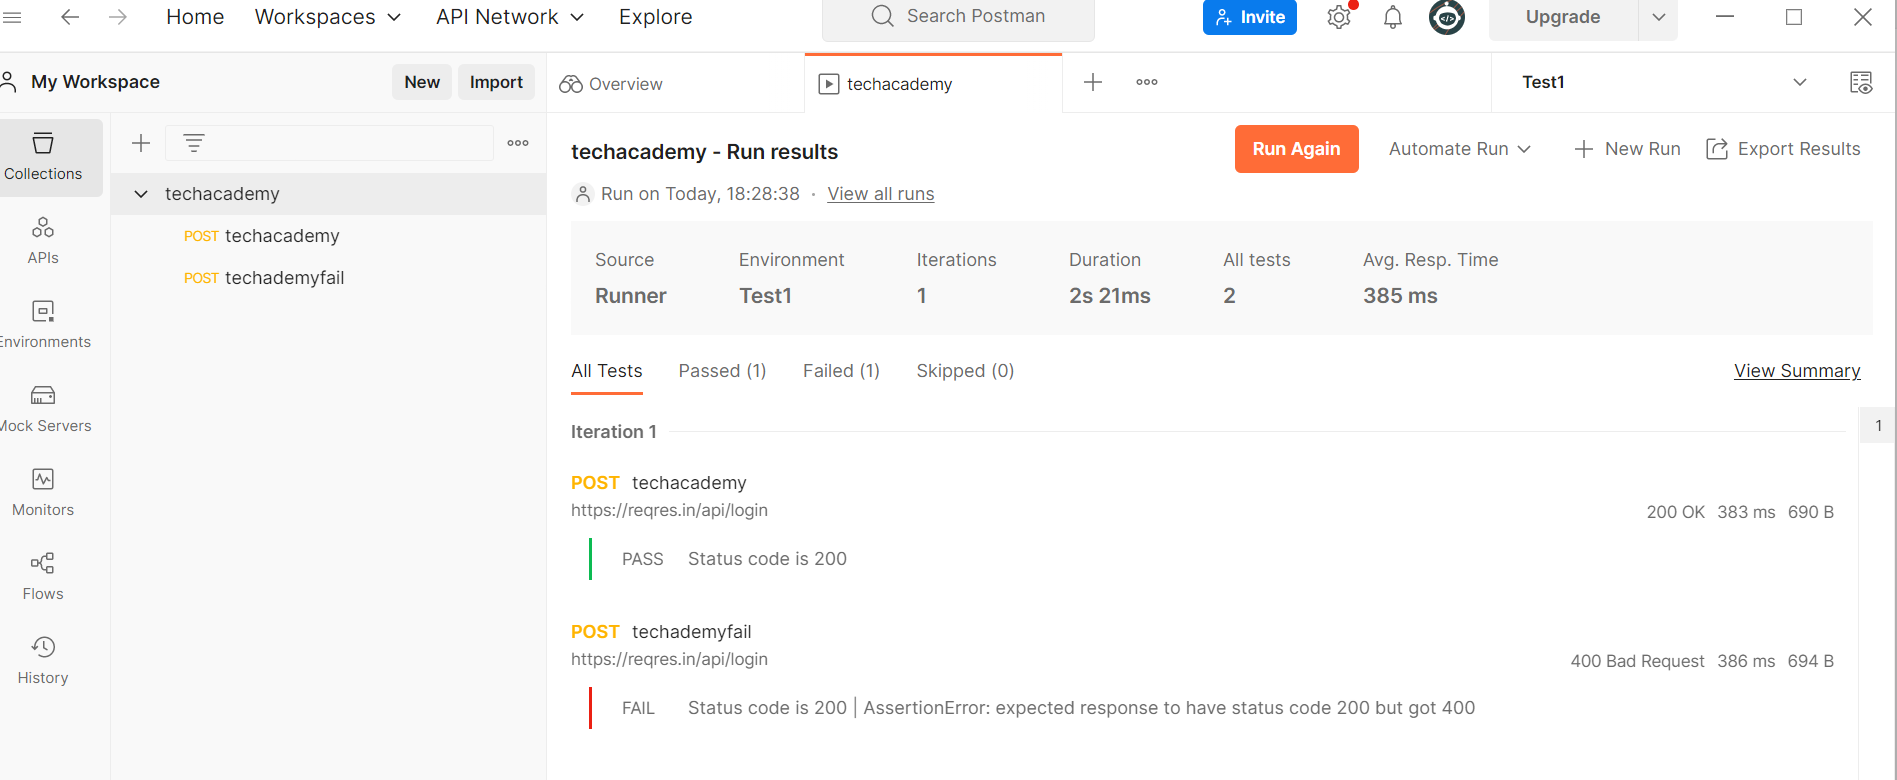 Home Workspaces API Network Explore Search Postman Invite Upgrade
My Workspace New Import Overview techacademy Test1
Collections
APIs
Environments
Mock Servers
Monitors
Flows
History
techacademy
POST techacademy
POST techademyfail
techacademy - Run results Run Again Automate Run New Run Export Results
Run on Today, 18:28:38 · View all runs
Source Environment Iterations Duration All tests Avg. Resp. Time
Runner Test1 1 2s 21ms 2 385 ms
All Tests Passed (1) Failed (1) Skipped (0) View Summary
Iteration 1
1
POST techacademy
https://reqres.in/api/login 200 OK 383 ms 690 B
PASS Status code is 200
POST techademyfail
https://reqres.in/api/login 400 Bad Request 386 ms 694 B
FAIL Status code is 200 | AssertionError: expected response to have status code 200 but got 400